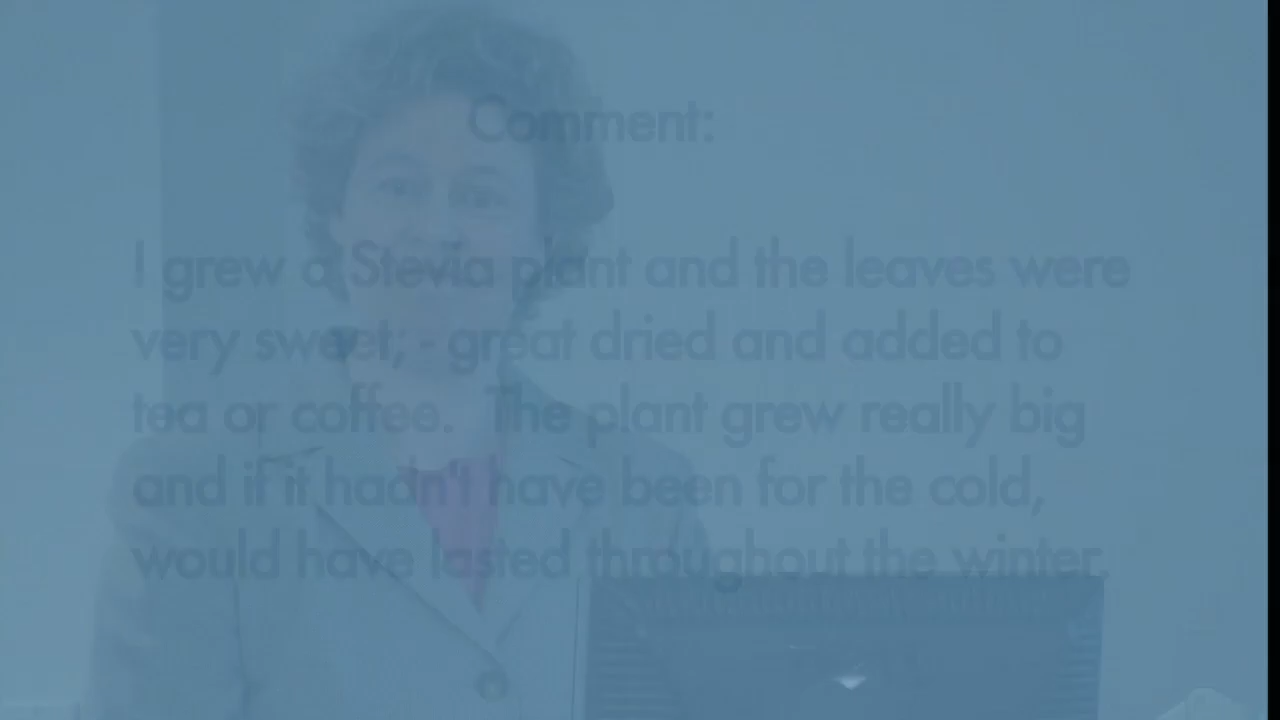 Comment:
I grew a Stevia plant and the leaves were
very sweet; - great dried and added to
tea or coffee. The plant grew really big
and if it hadn't have been for the cold,
would have lasted throughout the winter.